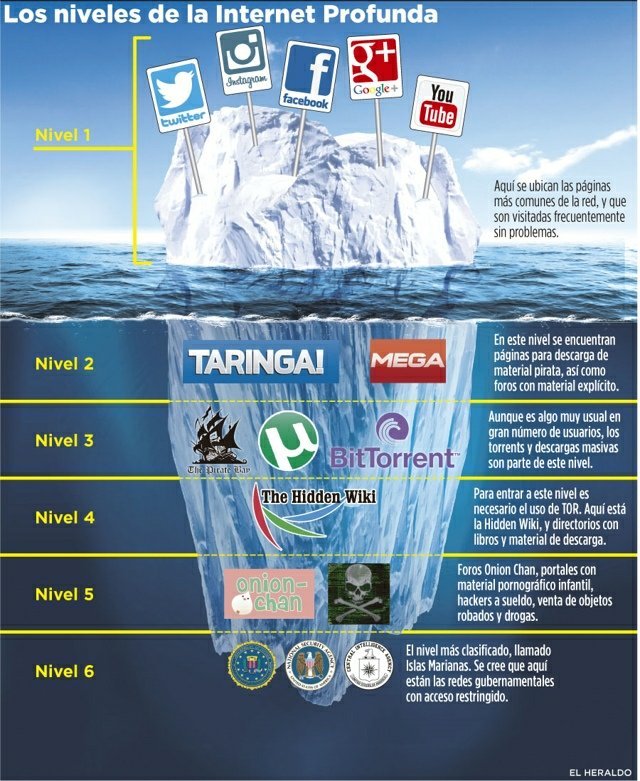 Los niveles de la Internet Profunda
Nivel 1
twitter
Instagram
f
facebook
g+
Google+
You
Tube
Aquí se ubican las páginas
más comunes de la red, y que
son visitadas frecuentemente
sin problemas.
Nivel 2
TARINGA!
MEGA
En este nivel se encuentran
páginas para descarga de
material pirata, así como
foros con material explícito.
Nivel 3
The Pirate Bay
µ
BitTorrent™
Aunque es algo muy usual en
gran número de usuarios, los
torrents y descargas masivas
son parte de este nivel.
Nivel 4
The Hidden Wiki
Para entrar a este nivel es
necesario el uso de TOR. Aquí está
la Hidden Wiki, y directorios con
libros y material de descarga.
Nivel 5
onion-
chan
Foros Onion Chan, portales con
material pornográfico infantil,
hackers a sueldo, venta de objetos
robados y drogas.
Nivel 6
NATIONAL SECURITY AGENCY
CENTRAL INTELLIGENCE AGENCY
El nivel más clasificado, llamado
Islas Marianas. Se cree que aquí
están las redes gubernamentales
con acceso restringido.
EL HERALDO